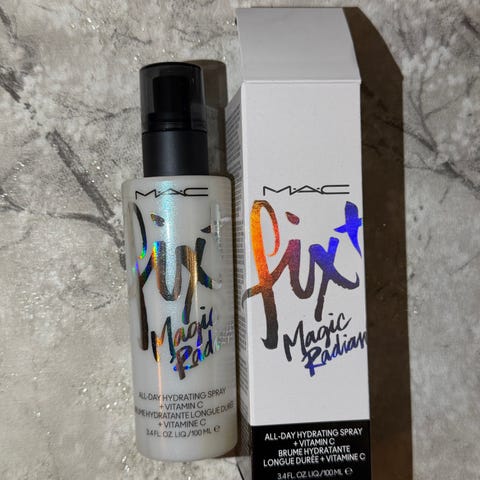 M·A·C
fix+
Magic
Radi
ALL-DAY HYDRATING SPRAY
+ VITAMIN C
BRUME HYDRATANTE LONGUE DURÉE
+ VITAMINE C
3.4 FL. OZ. LIQ./100 ML ℮
M·A·C
fix+
Magic
Radian
ALL-DAY HYDRATING SPRAY
+ VITAMIN C
BRUME HYDRATANTE
LONGUE DURÉE + VITAMINE C
3.4 FL. OZ. LIQ./100 ML ℮